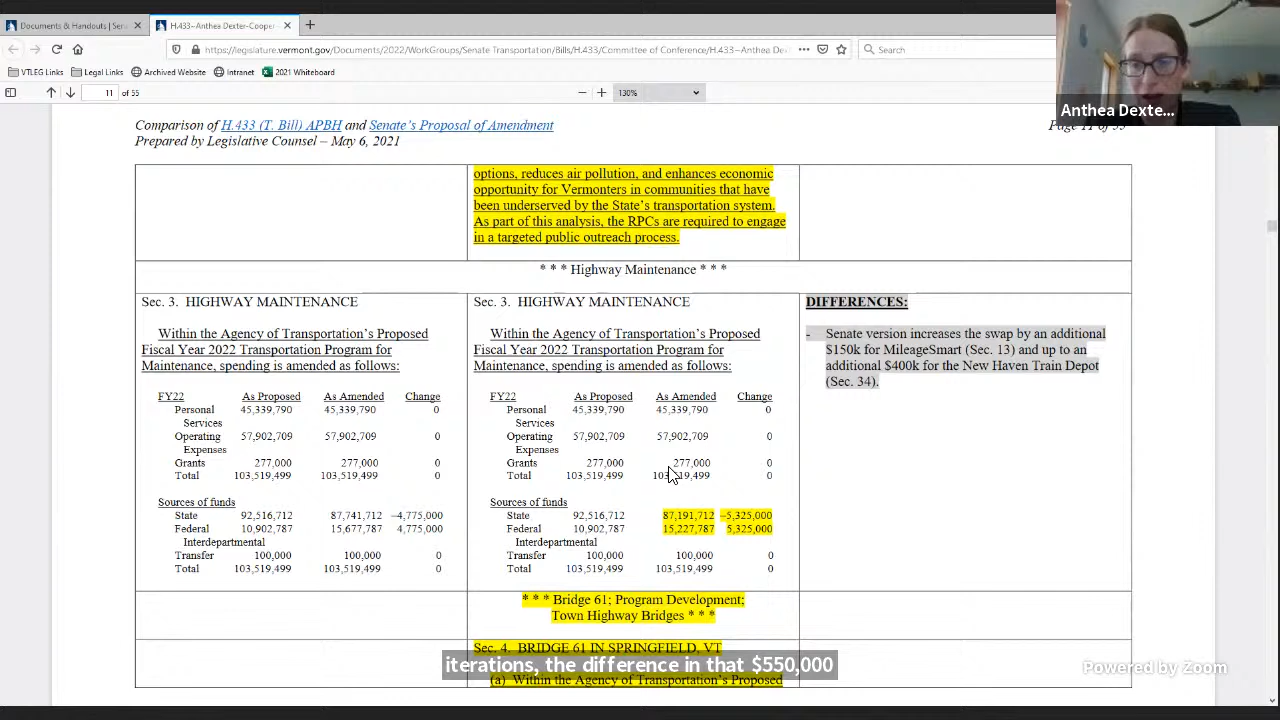 Documents & Handouts | Sen
H.433~Anthea Dexter-Cooper
https://legislature.vermont.gov/Documents/2022/WorkGroups/Senate Transportation/Bills/H.433/Committee of Conference/H.433~Anthea De
Search
VTLEG Links
Legal Links
Archived Website
Intranet
2021 Whiteboard
11 of 55
130%
Anthea Dexte...
Comparison of H.433 (T. Bill) APBH and Senate's Proposal of Amendment
Prepared by Legislative Counsel – May 6, 2021
options, reduces air pollution, and enhances economic
opportunity for Vermonters in communities that have
been underserved by the State's transportation system.
As part of this analysis, the RPCs are required to engage
in a targeted public outreach process.
* * * Highway Maintenance * * *
Sec. 3. HIGHWAY MAINTENANCE
Within the Agency of Transportation's Proposed
Fiscal Year 2022 Transportation Program for
Maintenance, spending is amended as follows:
FY22 As Proposed As Amended Change
Personal 45,339,790 45,339,790 0
Services
Operating 57,902,709 57,902,709 0
Expenses
Grants 277,000 277,000 0
Total 103,519,499 103,519,499 0
Sources of funds
State 92,516,712 87,741,712 –4,775,000
Federal 10,902,787 15,677,787 4,775,000
Interdepartmental
Transfer 100,000 100,000 0
Total 103,519,499 103,519,499 0
Sec. 3. HIGHWAY MAINTENANCE
Within the Agency of Transportation's Proposed
Fiscal Year 2022 Transportation Program for
Maintenance, spending is amended as follows:
FY22 As Proposed As Amended Change
Personal 45,339,790 45,339,790 0
Services
Operating 57,902,709 57,902,709 0
Expenses
Grants 277,000 277,000 0
Total 103,519,499 103,519,499 0
Sources of funds
State 92,516,712 87,191,712 –5,325,000
Federal 10,902,787 15,227,787 5,325,000
Interdepartmental
Transfer 100,000 100,000 0
Total 103,519,499 103,519,499 0
DIFFERENCES:
- Senate version increases the swap by an additional
$150k for MileageSmart (Sec. 13) and up to an
additional $400k for the New Haven Train Depot
(Sec. 34).
* * * Bridge 61; Program Development;
Town Highway Bridges * * *
Sec. 4. BRIDGE 61 IN SPRINGFIELD, VT
(a) Within the Agency of Transportation's Proposed
iterations, the difference in that $550,000
Powered by Zoom